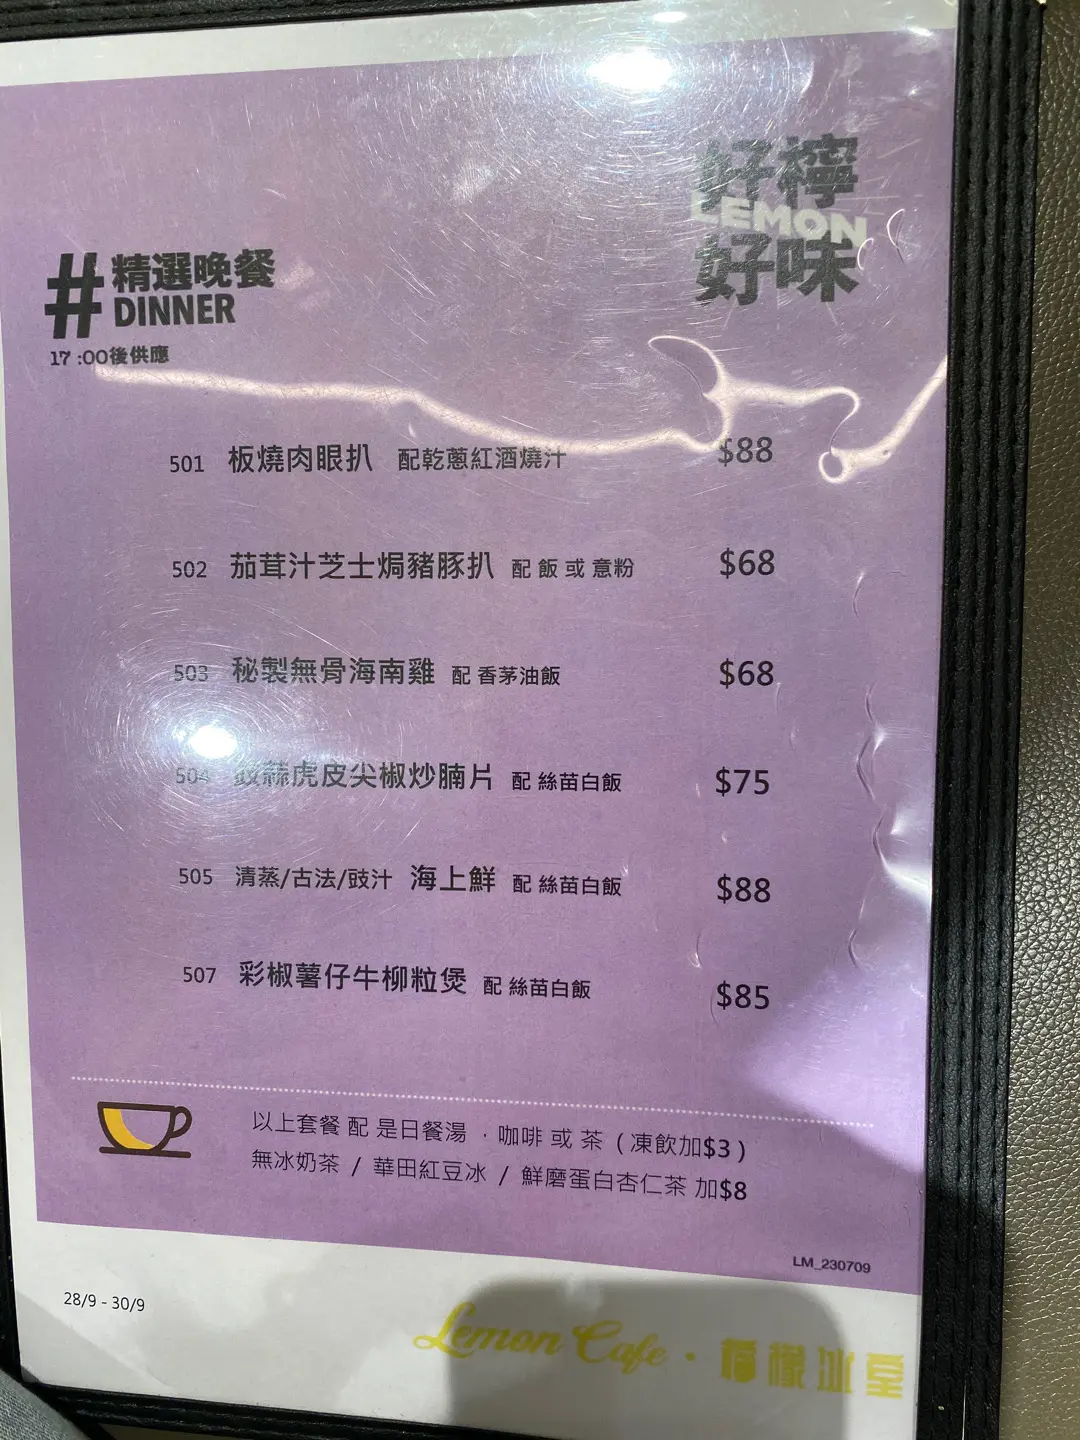 好檸
LEMON
好味
#精選晚餐
DINNER
17 :00後供應
501 板燒肉眼扒 配乾蔥紅酒燒汁 $88
502 茄茸汁芝士焗豬豚扒 配 飯 或 意粉 $68
503 秘製無骨海南雞 配 香茅油飯 $68
504 豉蒜虎皮尖椒炒腩片 配 絲苗白飯 $75
505 清蒸/古法/豉汁 海上鮮 配 絲苗白飯 $88
507 彩椒薯仔牛柳粒煲 配 絲苗白飯 $85
以上套餐 配 是日餐湯 ‧ 咖啡 或 茶 ( 凍飲加$3 )
無冰奶茶 / 華田紅豆冰 / 鮮磨蛋白杏仁茶 加$8
LM_230709
28/9 - 30/9
Lemon Cafe · 檸檬冰室